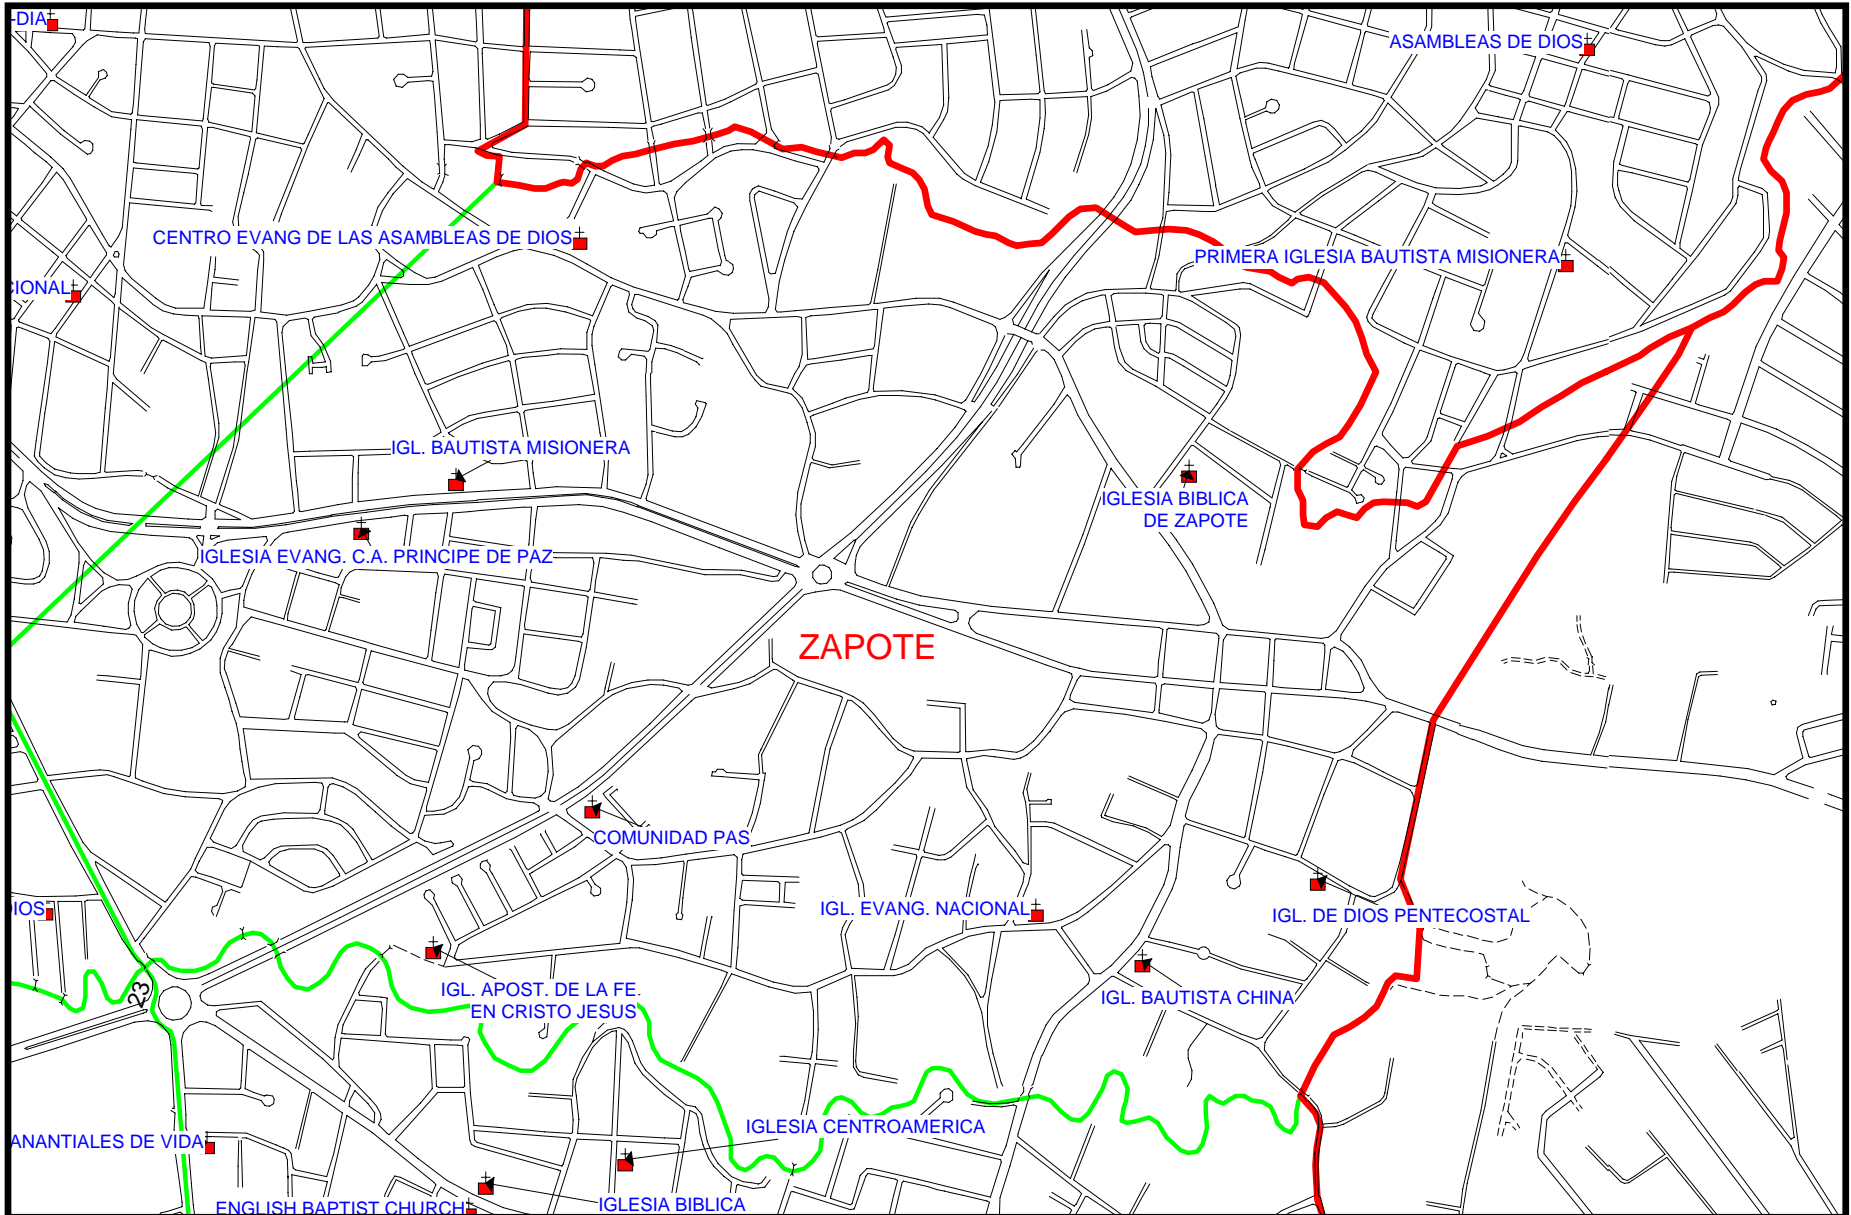 -DIA
ASAMBLEAS DE DIOS
CENTRO EVANG DE LAS ASAMBLEAS DE DIOS
PRIMERA IGLESIA BAUTISTA MISIONERA
CIONAL
IGL. BAUTISTA MISIONERA
IGLESIA BIBLICA
DE ZAPOTE
IGLESIA EVANG. C.A. PRINCIPE DE PAZ
ZAPOTE
COMUNIDAD PAS
IOS
IGL. EVANG. NACIONAL
IGL. DE DIOS PENTECOSTAL
23
IGL. APOST. DE LA FE.
EN CRISTO JESUS
IGL. BAUTISTA CHINA
ANANTIALES DE VIDA
IGLESIA CENTROAMERICA
ENGLISH BAPTIST CHURCH
IGLESIA BIBLICA